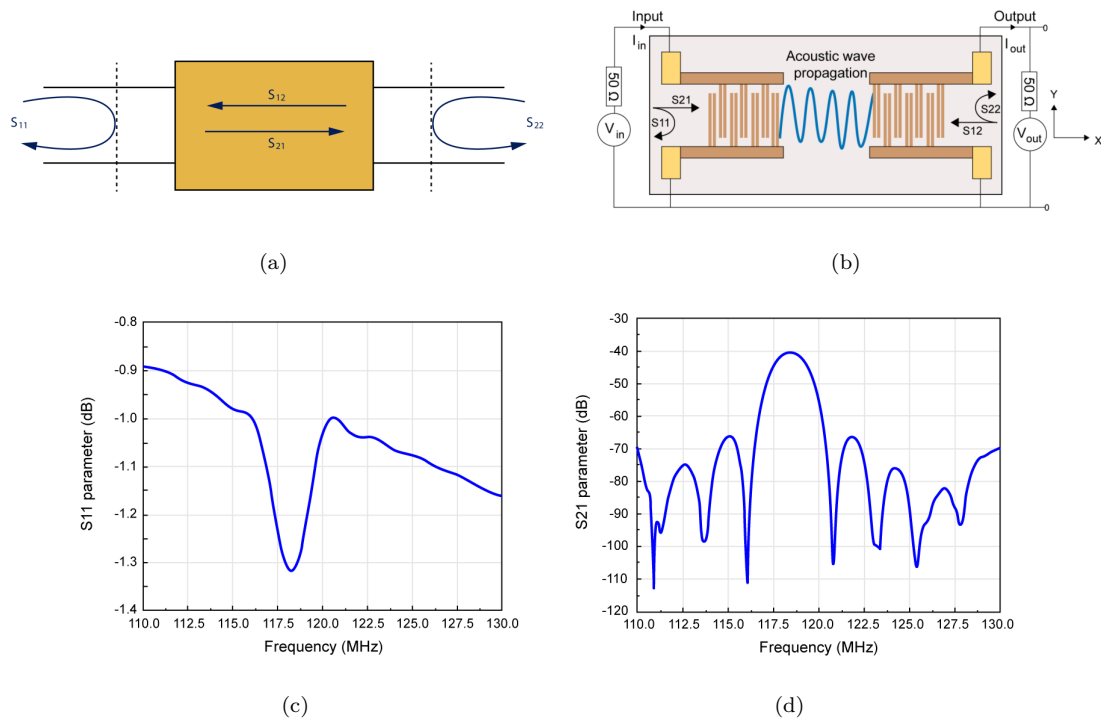 S12
S11
S21
S22
(a)
Input
Output
Iin
Iout
Acoustic wave
propagation
50 Ω
50 Ω
S21
S11
S22
S12
Vin
Vout
Y
X
0
0
(b)
-0.8
-0.9
-1.0
-1.1
-1.2
-1.3
-1.4
S11 parameter (dB)
110.0 112.5 115.0 117.5 120.0 122.5 125.0 127.5 130.0
Frequency (MHz)
(c)
-30
-40
-50
-60
-70
-80
-90
-100
-110
-120
S21 parameter (dB)
110.0 112.5 115.0 117.5 120.0 122.5 125.0 127.5 130.0
Frequency (MHz)
(d)